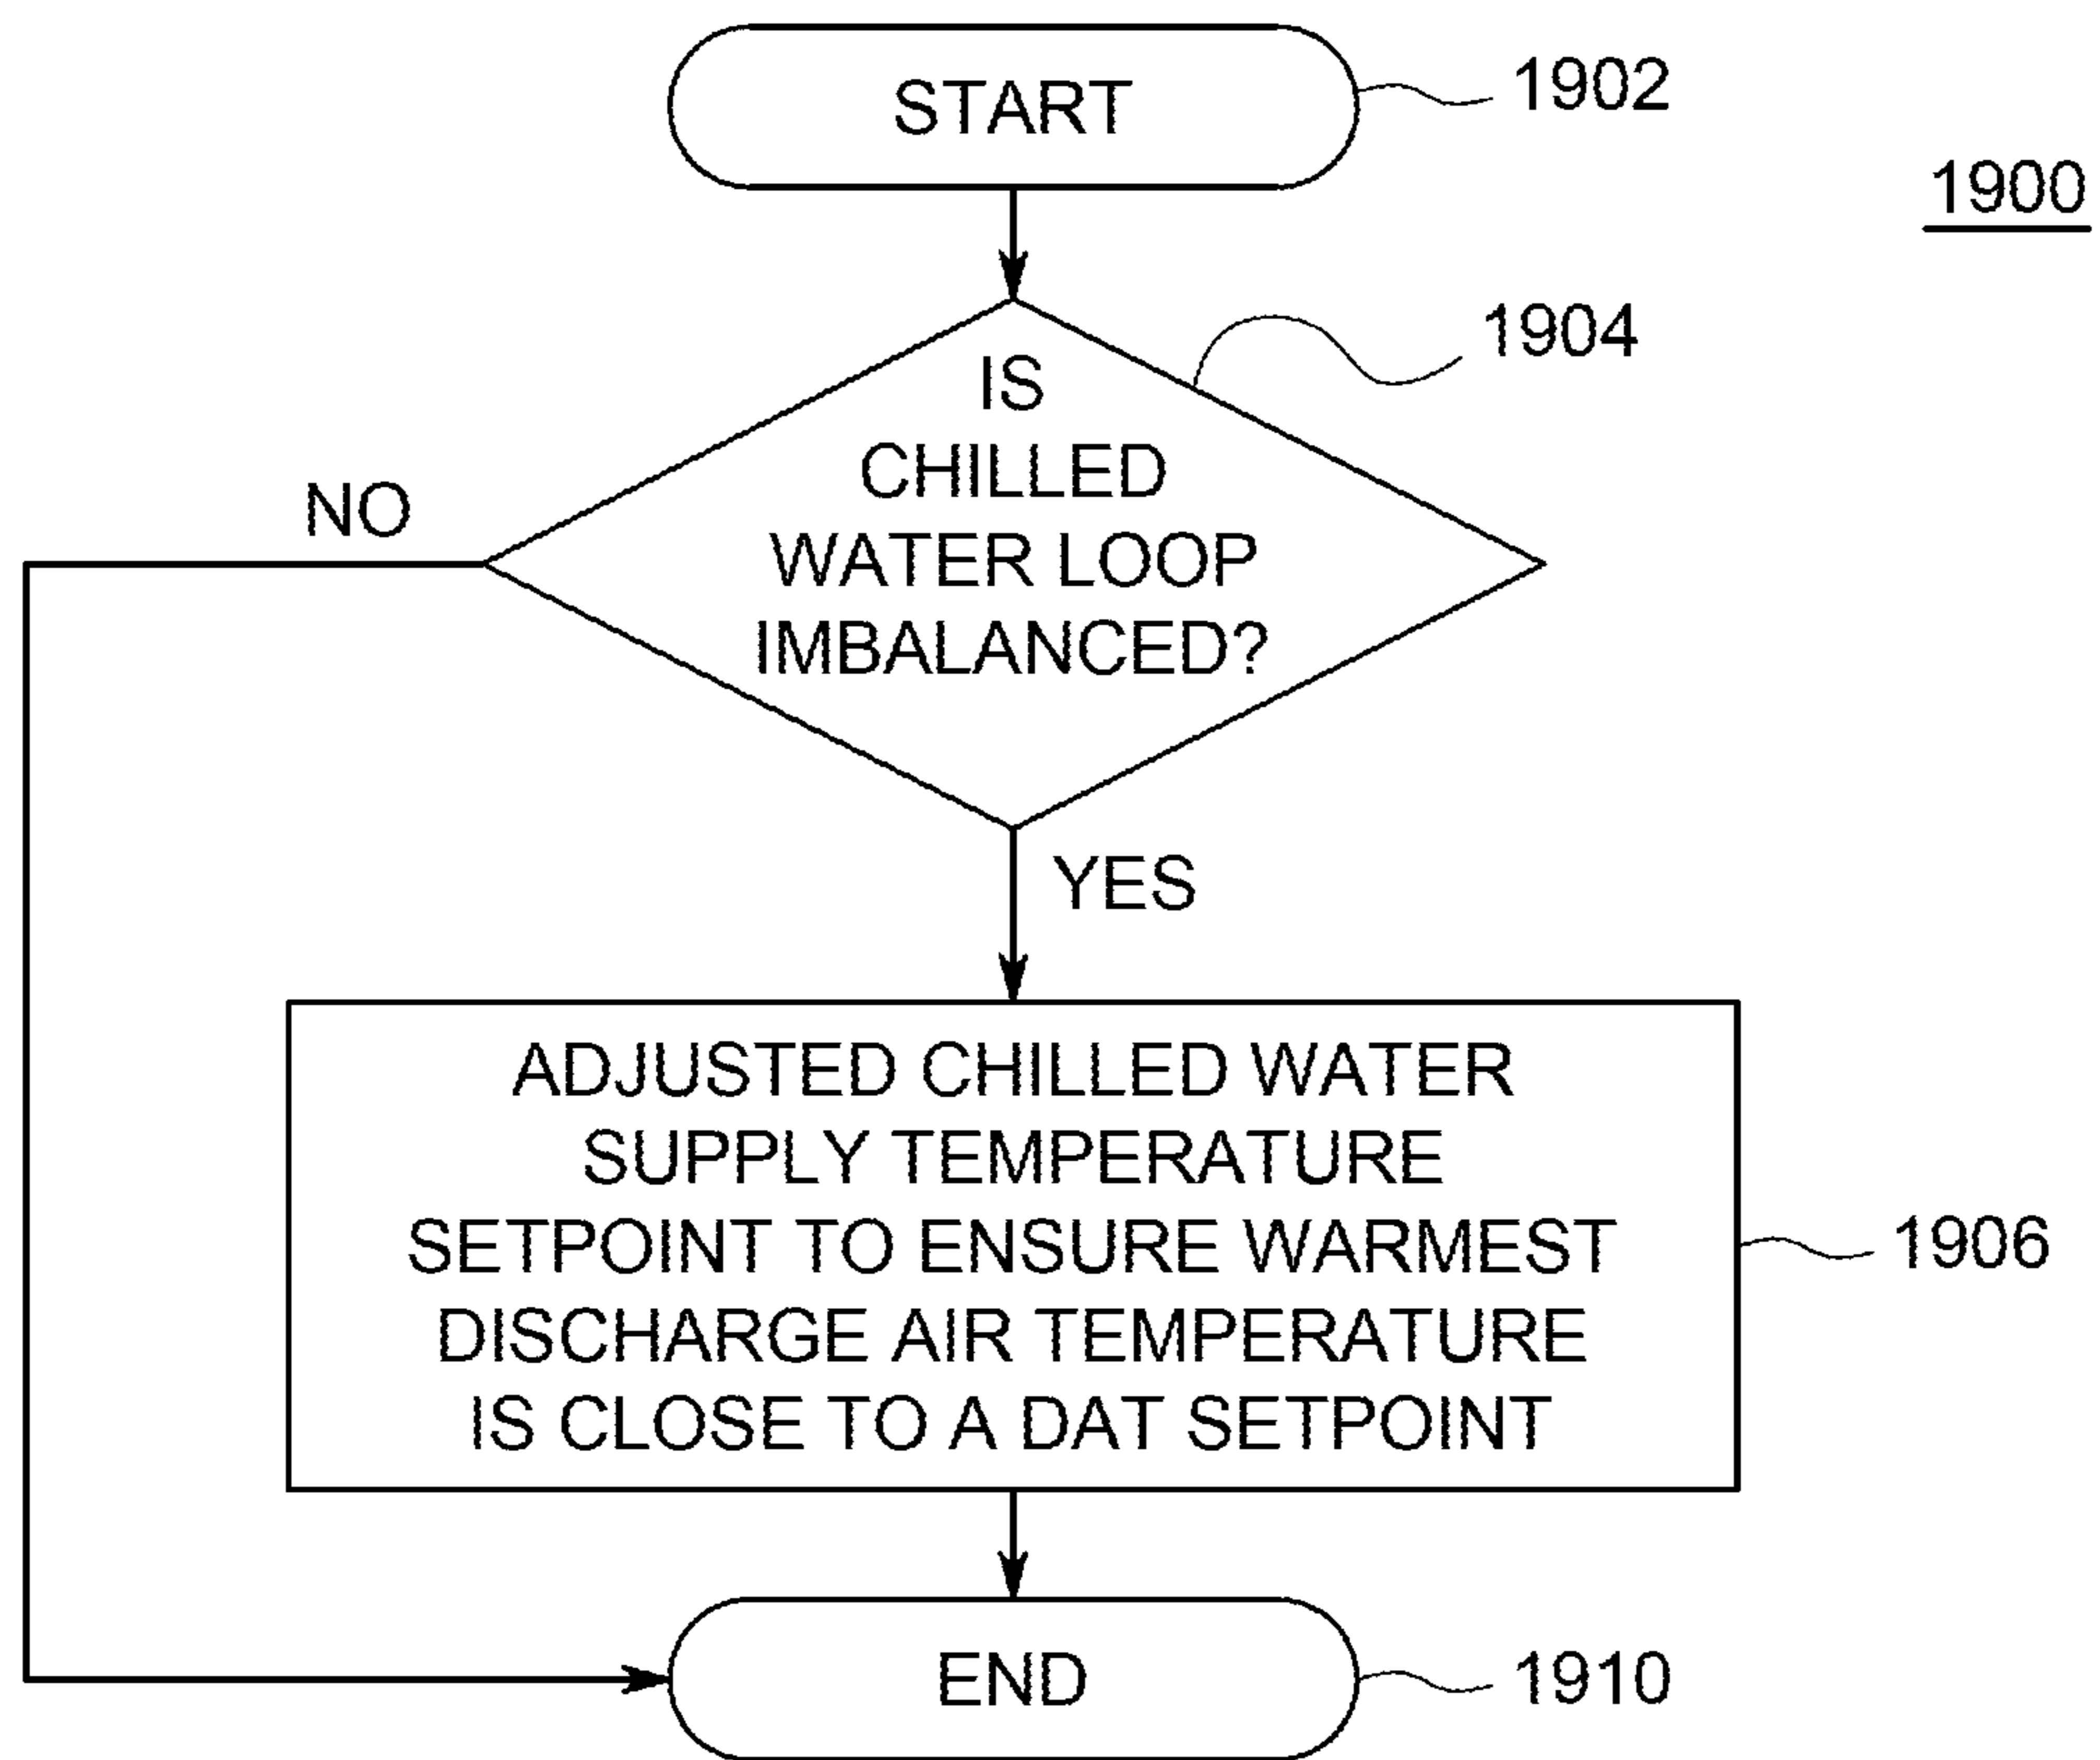 START
1902
1900
1904
IS
CHILLED
WATER LOOP
IMBALANCED?
NO
YES
ADJUSTED CHILLED WATER
SUPPLY TEMPERATURE
SETPOINT TO ENSURE WARMEST
DISCHARGE AIR TEMPERATURE
IS CLOSE TO A DAT SETPOINT
1906
END
1910